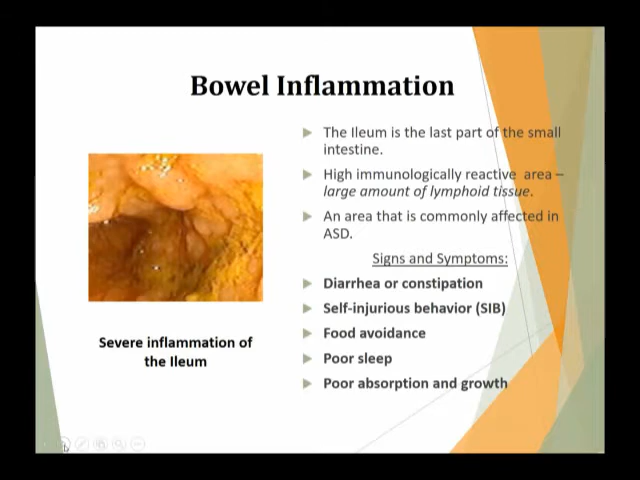 Bowel Inflammation
The Ileum is the last part of the small
intestine.
High immunologically reactive area –
large amount of lymphoid tissue.
An area that is commonly affected in
ASD.
Signs and Symptoms:
Diarrhea or constipation
Self-injurious behavior (SIB)
Food avoidance
Poor sleep
Poor absorption and growth
Severe inflammation of
the Ileum